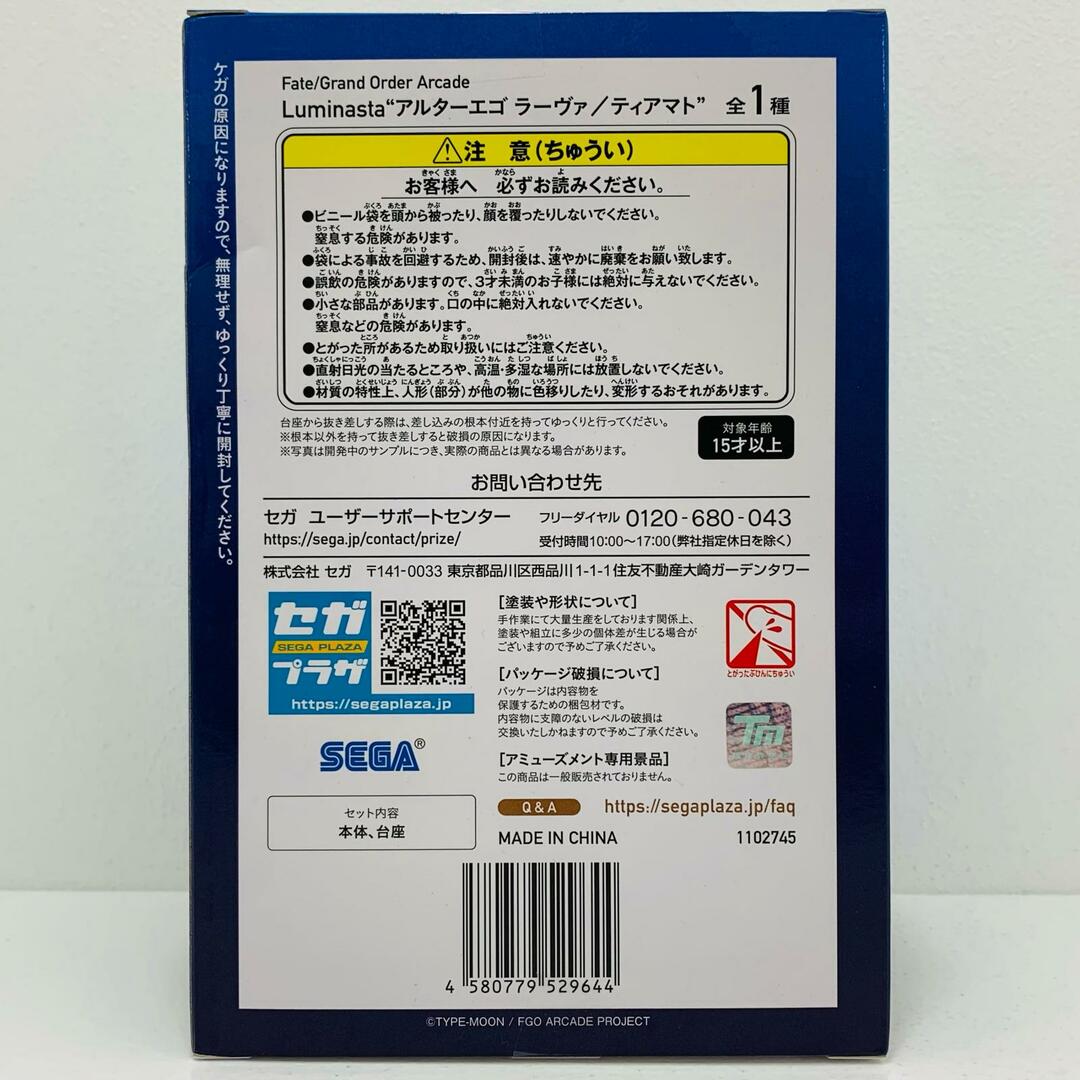 ケガの原因になりますので、無理せず、ゆっくり丁寧に開封してください。
Fate/Grand Order Arcade
Luminasta“アルターエゴ ラーヴァ／ティアマト” 全1種
⚠注 意(ちゅうい)
お客様へ 必ずお読みください。
●ビニール袋を頭から被ったり、顔を覆ったりしないでください。
窒息する危険があります。
●袋による事故を回避するため、開封後は、速やかに廃棄をお願い致します。
●誤飲の危険がありますので、3才未満のお子様には絶対に与えないでください。
●小さな部品があります。口の中に絶対入れないでください。
窒息などの危険があります。
●とがった所があるため取り扱いにはご注意ください。
●直射日光の当たるところや、高温・多湿な場所には放置しないでください。
●材質の特性上、人形(部分)が他の物に色移りしたり、変形するおそれがあります。
台座から抜き差しする際は、差し込みの根本付近を持ってゆっくりと行ってください。
※根本以外を持って抜き差しすると破損の原因になります。
※写真は開発中のサンプルにつき、実際の商品とは異なる場合があります。
対象年齢
15才以上
お問い合わせ先
セガ ユーザーサポートセンター フリーダイヤル 0120-680-043
https://sega.jp/contact/prize/ 受付時間10:00〜17:00(弊社指定休日を除く)
株式会社 セガ 〒141-0033 東京都品川区西品川1-1-1住友不動産大崎ガーデンタワー
セガ
SEGA PLAZA
プラザ
https://segaplaza.jp
[塗装や形状について]
手作業にて大量生産をしております関係上、
塗装や組立に多少の個体差が生じる場合が
ございますので予めご了承ください。
とがったぶひんにちゅうい
[パッケージ破損について]
パッケージは内容物を
保護するための梱包材です。
内容物に支障のないレベルの破損は
交換いたしかねますので予めご了承ください。
TM
SEGA®
[アミューズメント専用景品]
この商品は一般販売されておりません。
セット内容
本体、台座
Q & A https://segaplaza.jp/faq
MADE IN CHINA 1102745
4 580779 529644
©TYPE-MOON / FGO ARCADE PROJECT